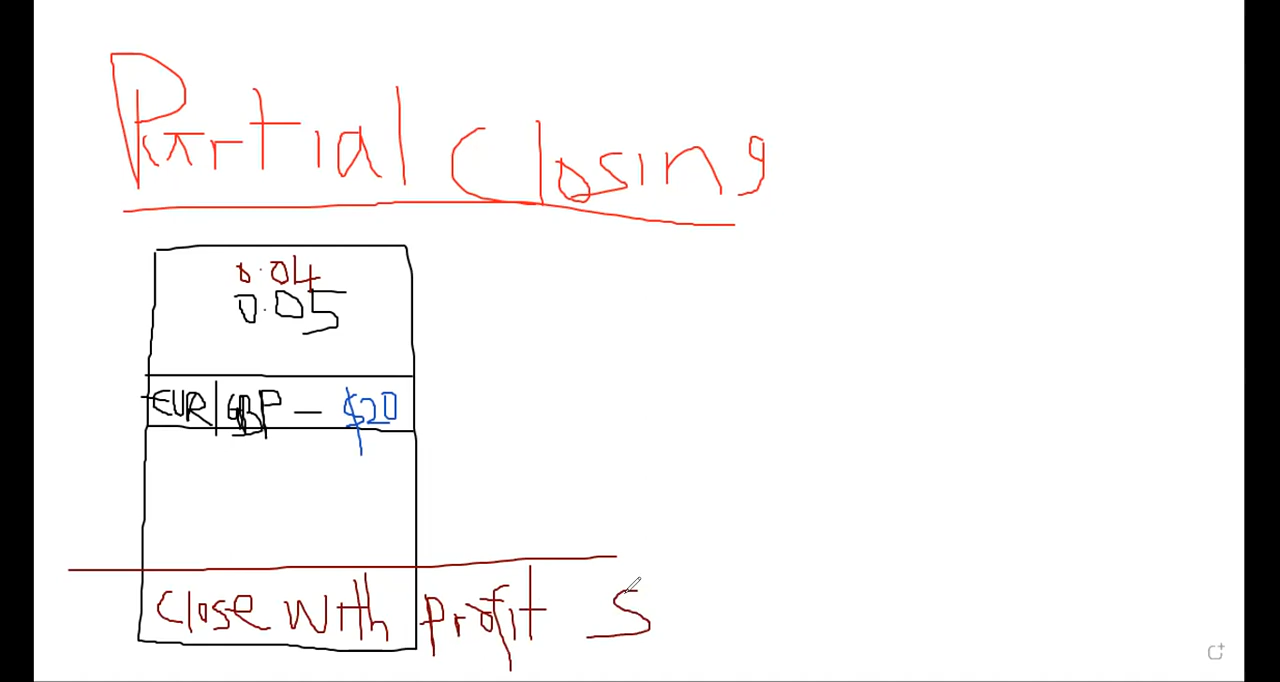 Partial Closing
0.04
0.05
EUR|GBP - $20
Close with profit S